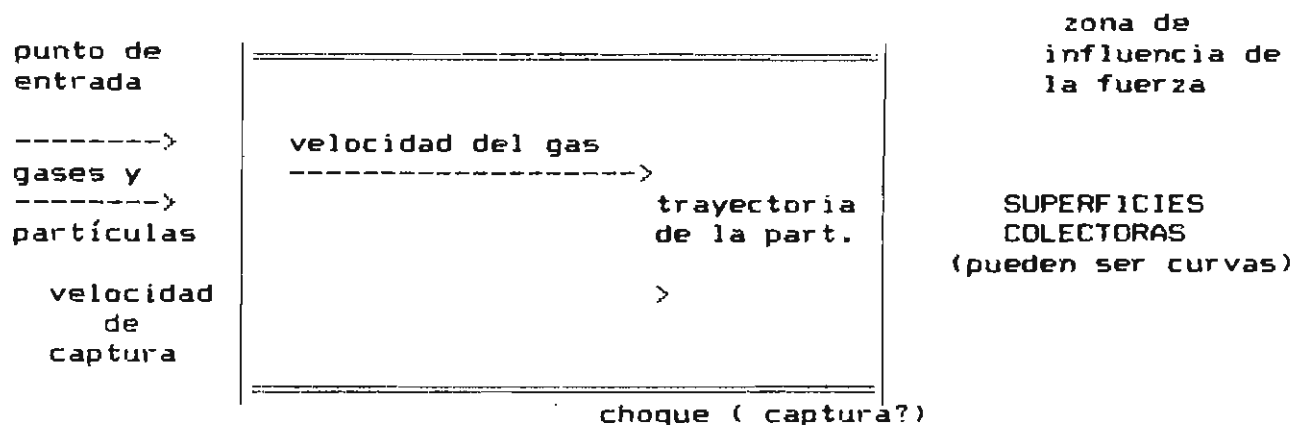 punto de
entrada
zona de
influencia de
la fuerza
--------->
gases y
-------->
partículas
velocidad del gas
-------------------->
trayectoria
de la part.
SUPERFICIES
COLECTORAS
(pueden ser curvas)
velocidad
de
captura
>
choque ( captura?)